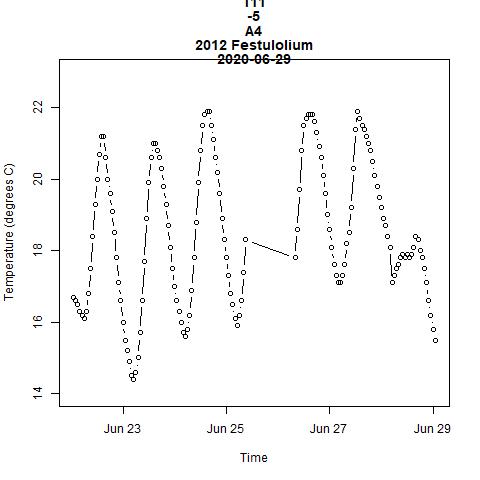 T11
-5
A4
2012 Festulolium
2020-06-29
Temperature (degrees C)
22
20
18
16
14
Jun 23
Jun 25
Jun 27
Jun 29
Time